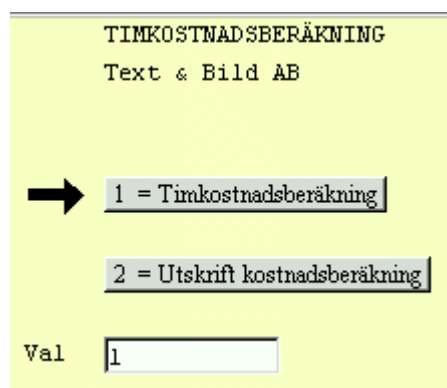 TIMKOSTNADSBERÄKNING
Text & Bild AB
1 = Timkostnadsberäkning
2 = Utskrift kostnadsberäkning
Val 1